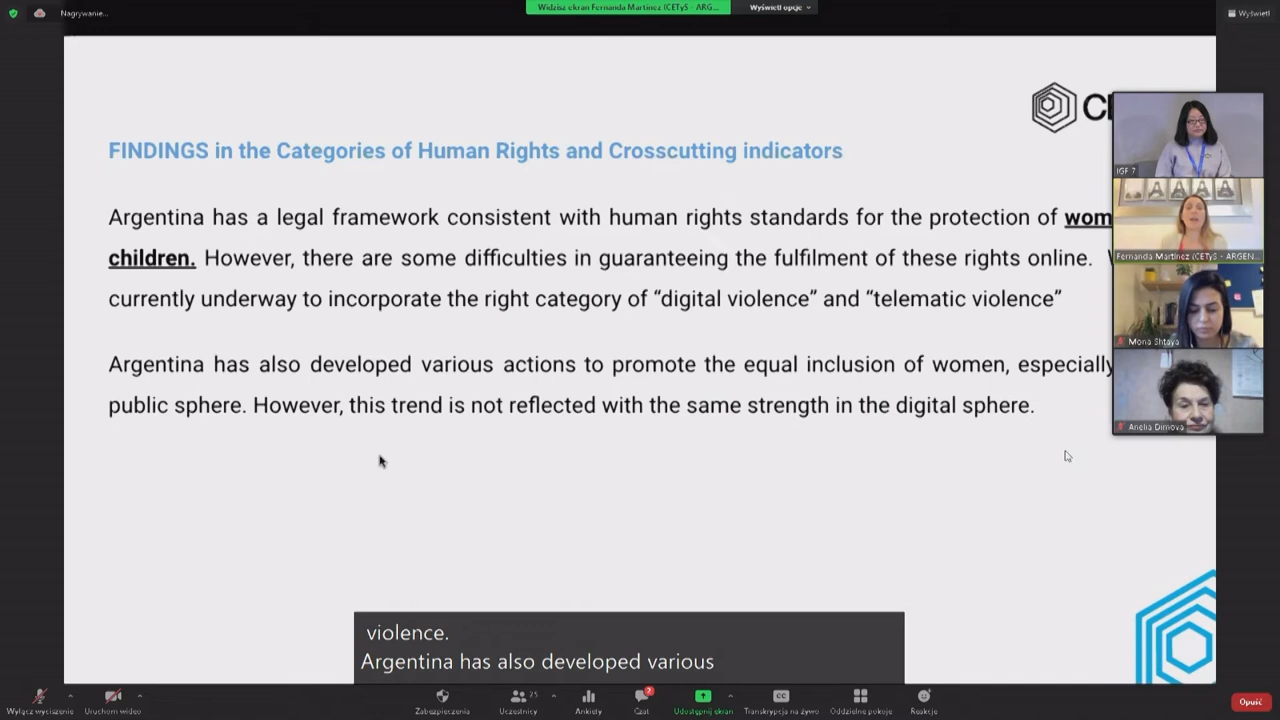 Nagrywanie...
Widzisz ekran Fernanda Martinez (CETyS - ARG...
Wyświetl opcje
Wyświetl
FINDINGS in the Categories of Human Rights and Crosscutting indicators
Argentina has a legal framework consistent with human rights standards for the protection of
children. However, there are some difficulties in guaranteeing the fulfilment of these rights online.
currently underway to incorporate the right category of “digital violence” and “telematic violence”
Argentina has also developed various actions to promote the equal inclusion of women, especially
public sphere. However, this trend is not reflected with the same strength in the digital sphere.
IGF 7
Fernanda Martinez (CETyS - ARGEN...
Mona Shtaya
Anelia Dimova
violence.
Argentina has also developed various
Wyłącz wyciszenie
Uruchom wideo
Zabezpieczenia
Uczestnicy
25
Ankiety
Czat
Udostępnij ekran
CC
Transkrypcja na żywo
Oddzielne pokoje
Reakcje
Opuść